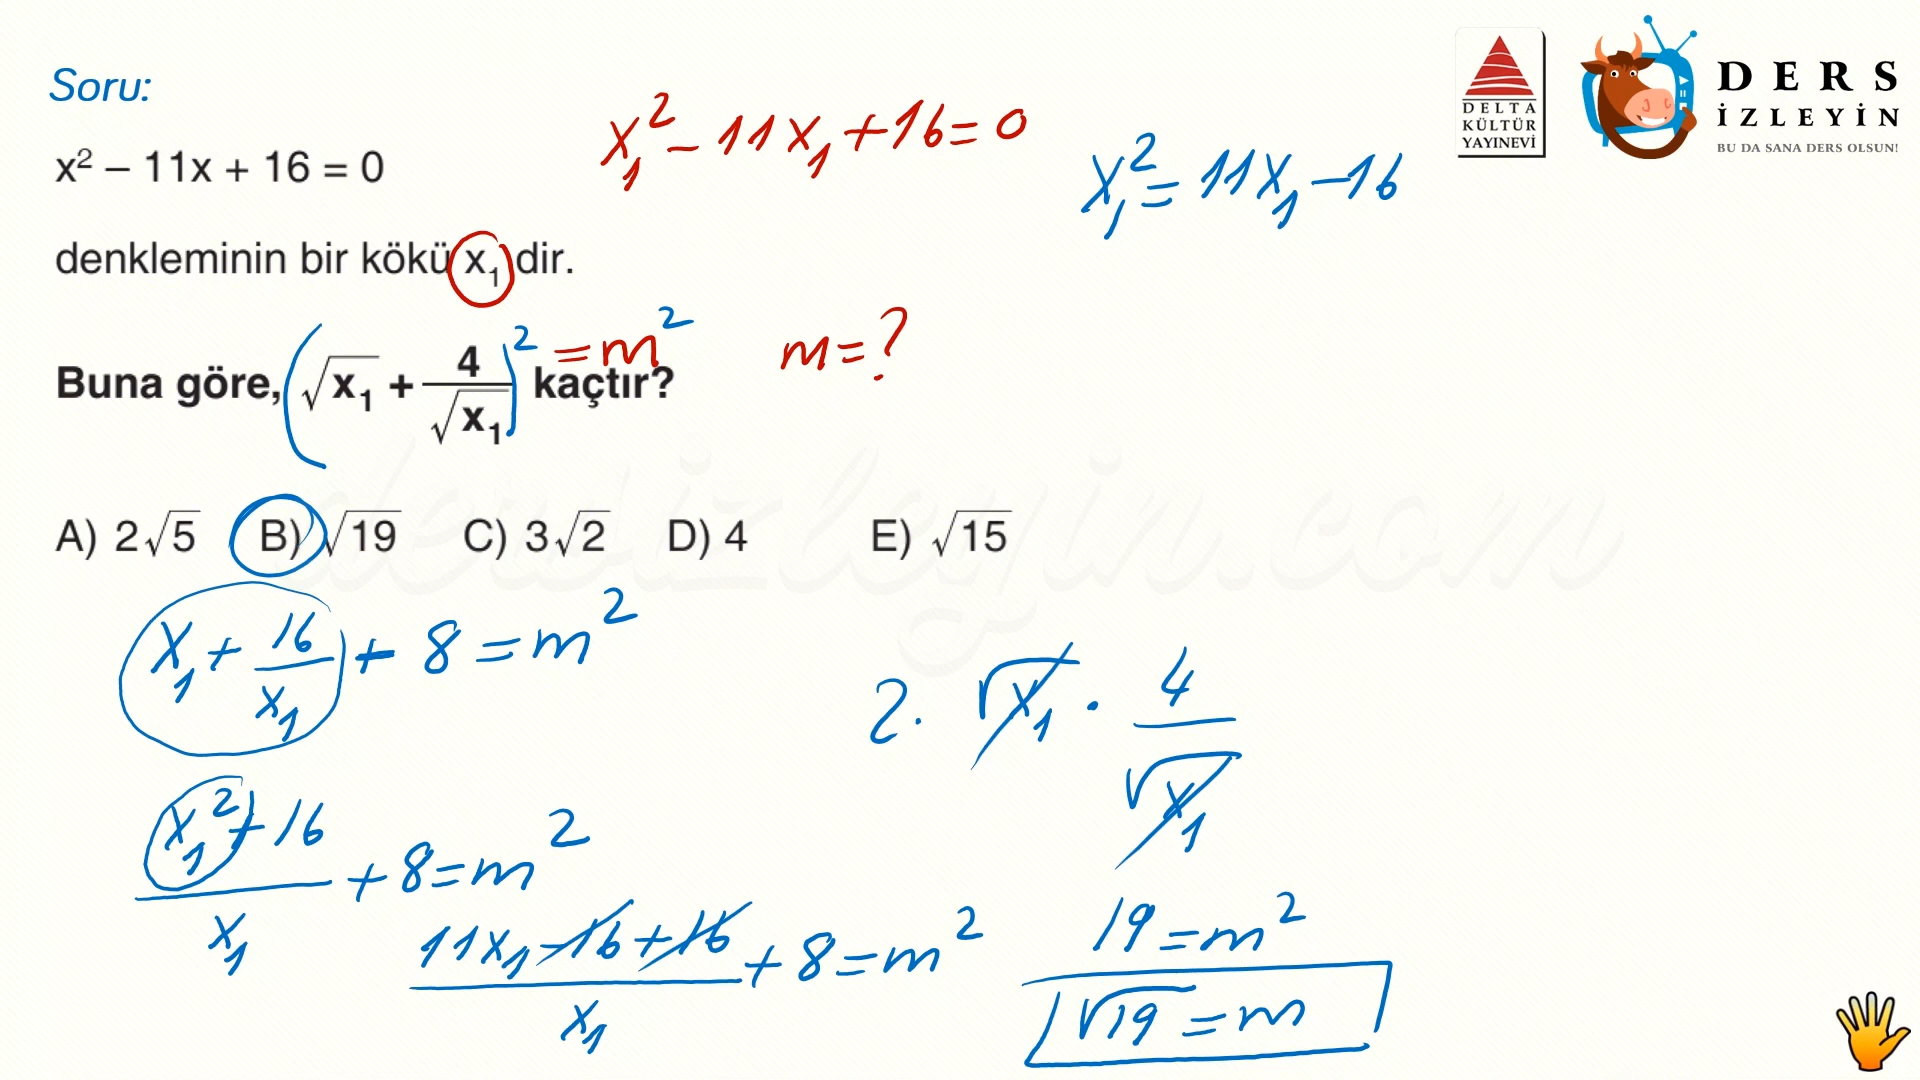 Soru:
x² – 11x + 16 = 0
denkleminin bir kökü x₁ dir.
Buna göre, (√x₁ + 4/√x₁)² = m² kaçtır?
A) 2√5 B) √19 C) 3√2 D) 4 E) √15
x₁² - 11x₁ + 16 = 0
x₁² = 11x₁ - 16
m = ?
x₁ + 16/x₁ + 8 = m²
2. √x₁ · 4/√x₁
(x₁² + 16)/x₁ + 8 = m²
(11x₁ - 16 + 16)/x₁ + 8 = m²
19 = m²
√19 = m
DELTA
KÜLTÜR
YAYINEVİ
DERS
İZLEYİN
BU DA SANA DERS OLSUN!
dersizleyin.com